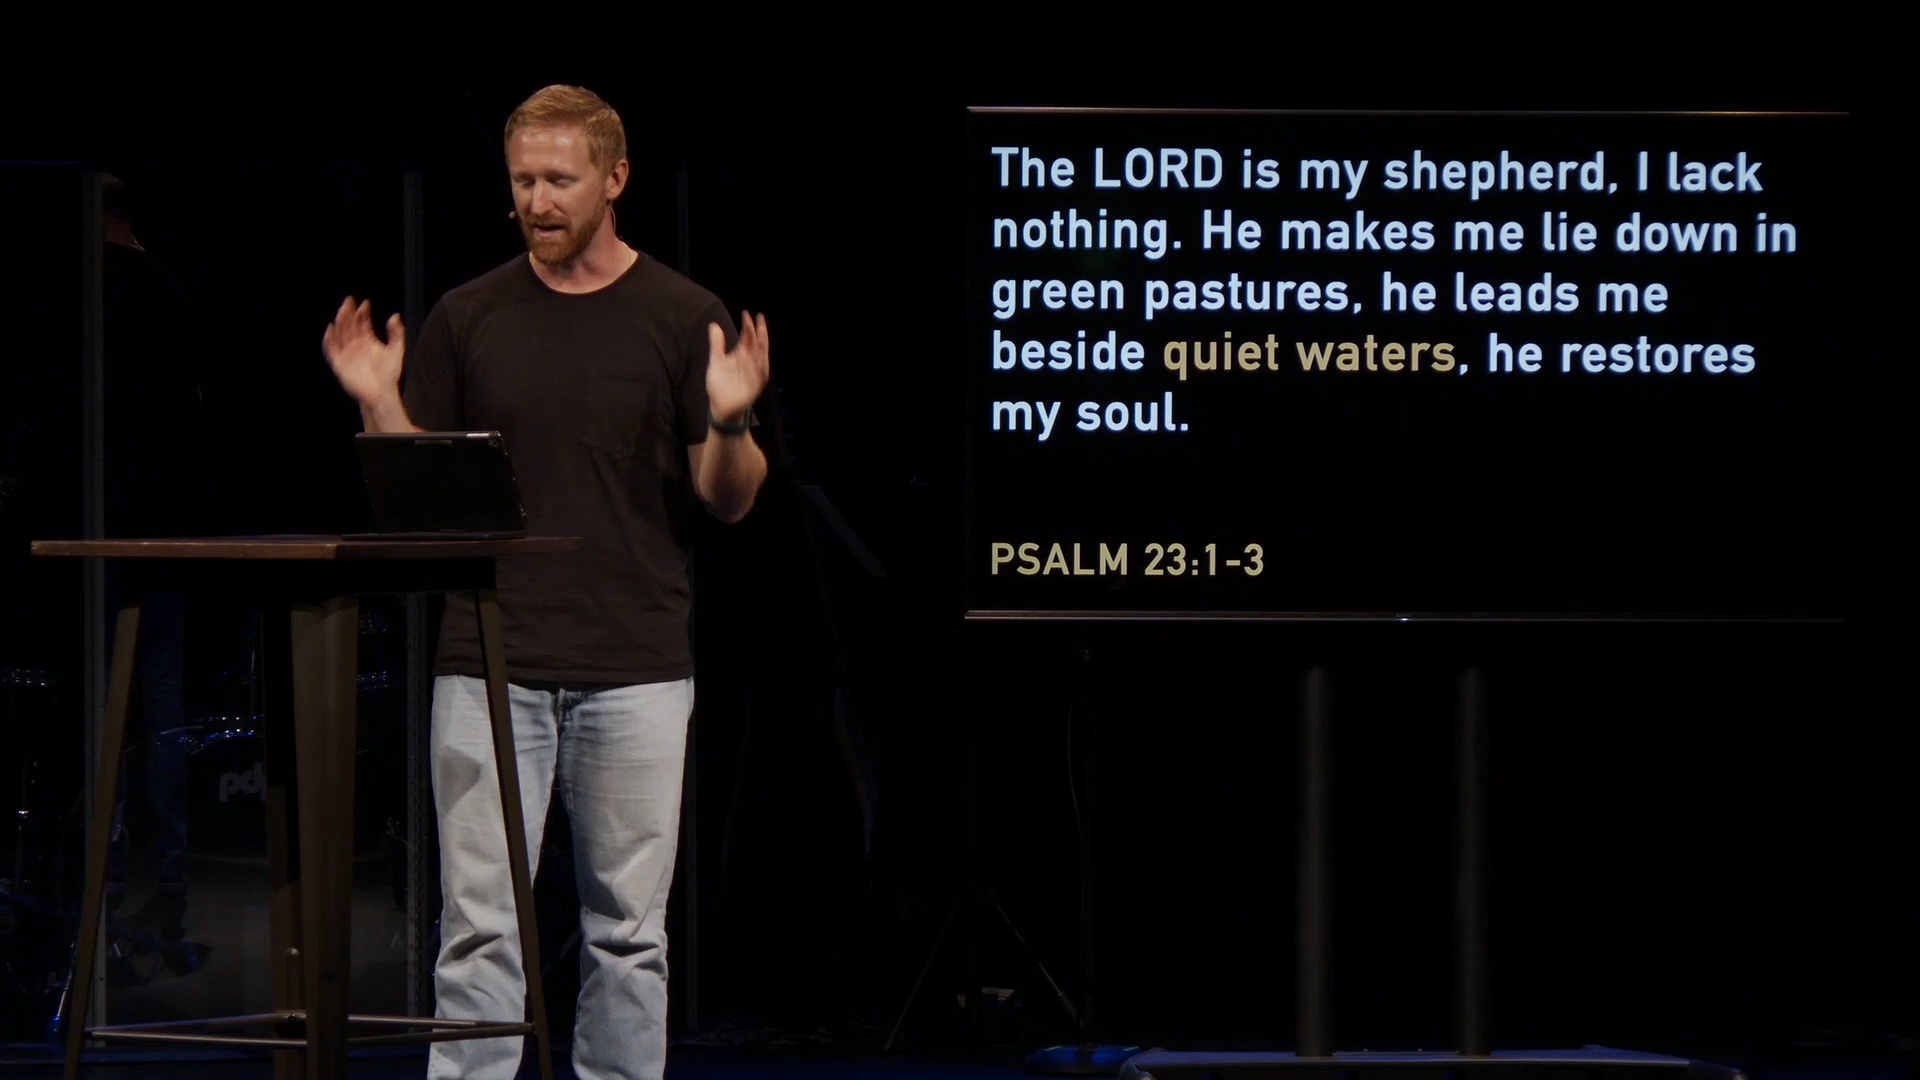 The LORD is my shepherd, I lack
nothing. He makes me lie down in
green pastures, he leads me
beside quiet waters, he restores
my soul.
PSALM 23:1-3